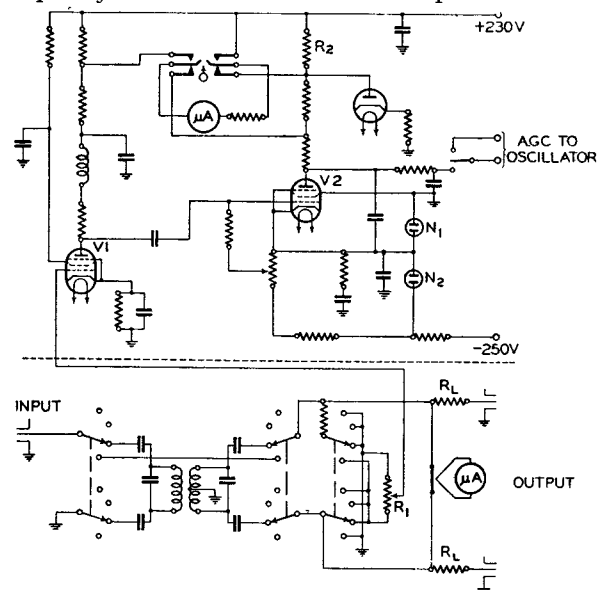 +230V
R2
μA
AGC TO
OSCILLATOR
V2
N1
V1
N2
-250V
RL
INPUT
μA
OUTPUT
R1
RL